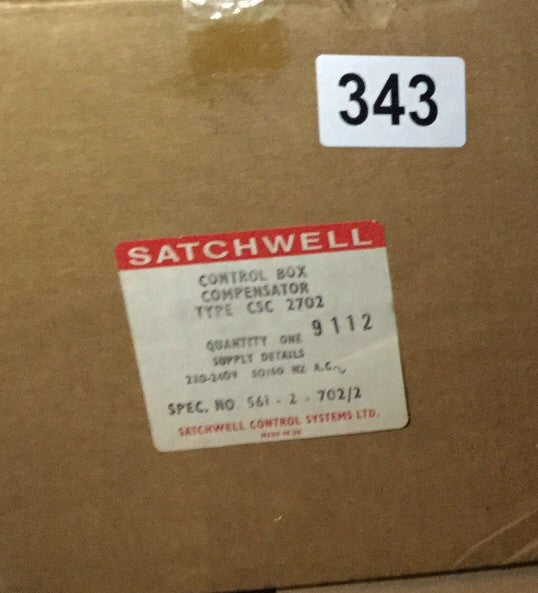 343
SATCHWELL
CONTROL BOX
COMPENSATOR
TYPE CSC 2702
QUANTITY ONE 9112
SUPPLY DETAILS
220-240V 50/60 HZ A.C.~
SPEC. NO 561 - 2 - 702/2
SATCHWELL CONTROL SYSTEMS LTD.
MADE IN UK